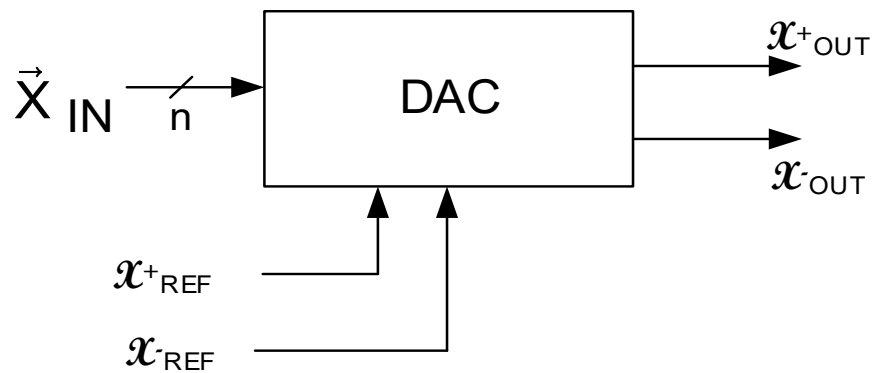 𝒳⁺OUT
X⃗ IN
n
DAC
𝒳⁻OUT
𝒳⁺REF
𝒳⁻REF